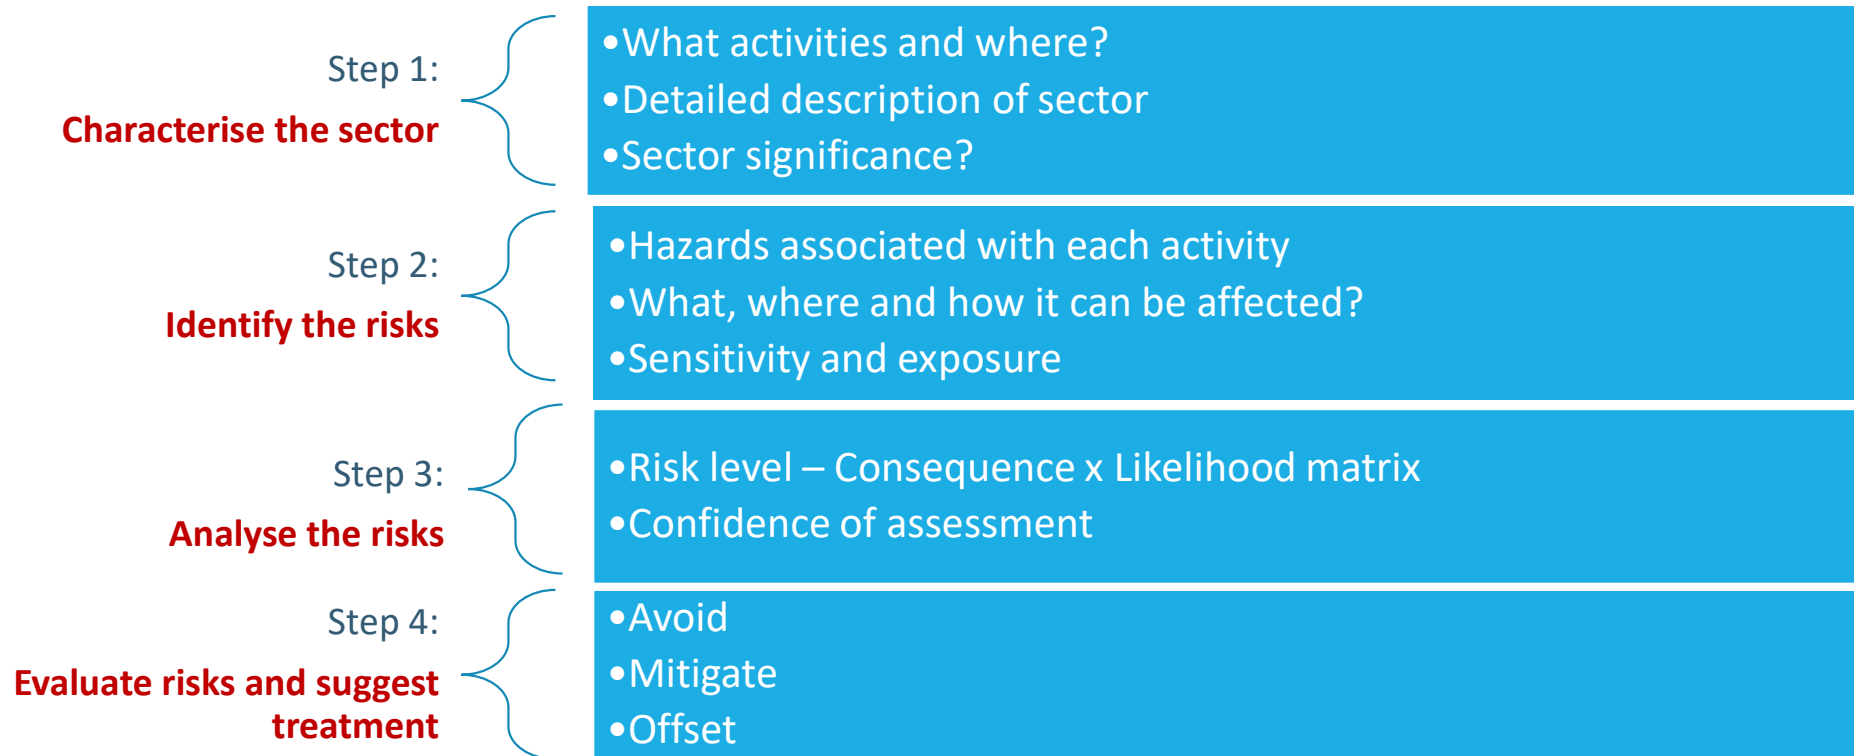 Step 1:
Characterise the sector
•What activities and where?
•Detailed description of sector
•Sector significance?
Step 2:
Identify the risks
•Hazards associated with each activity
•What, where and how it can be affected?
•Sensitivity and exposure
Step 3:
Analyse the risks
•Risk level – Consequence x Likelihood matrix
•Confidence of assessment
Step 4:
Evaluate risks and suggest
treatment
•Avoid
•Mitigate
•Offset